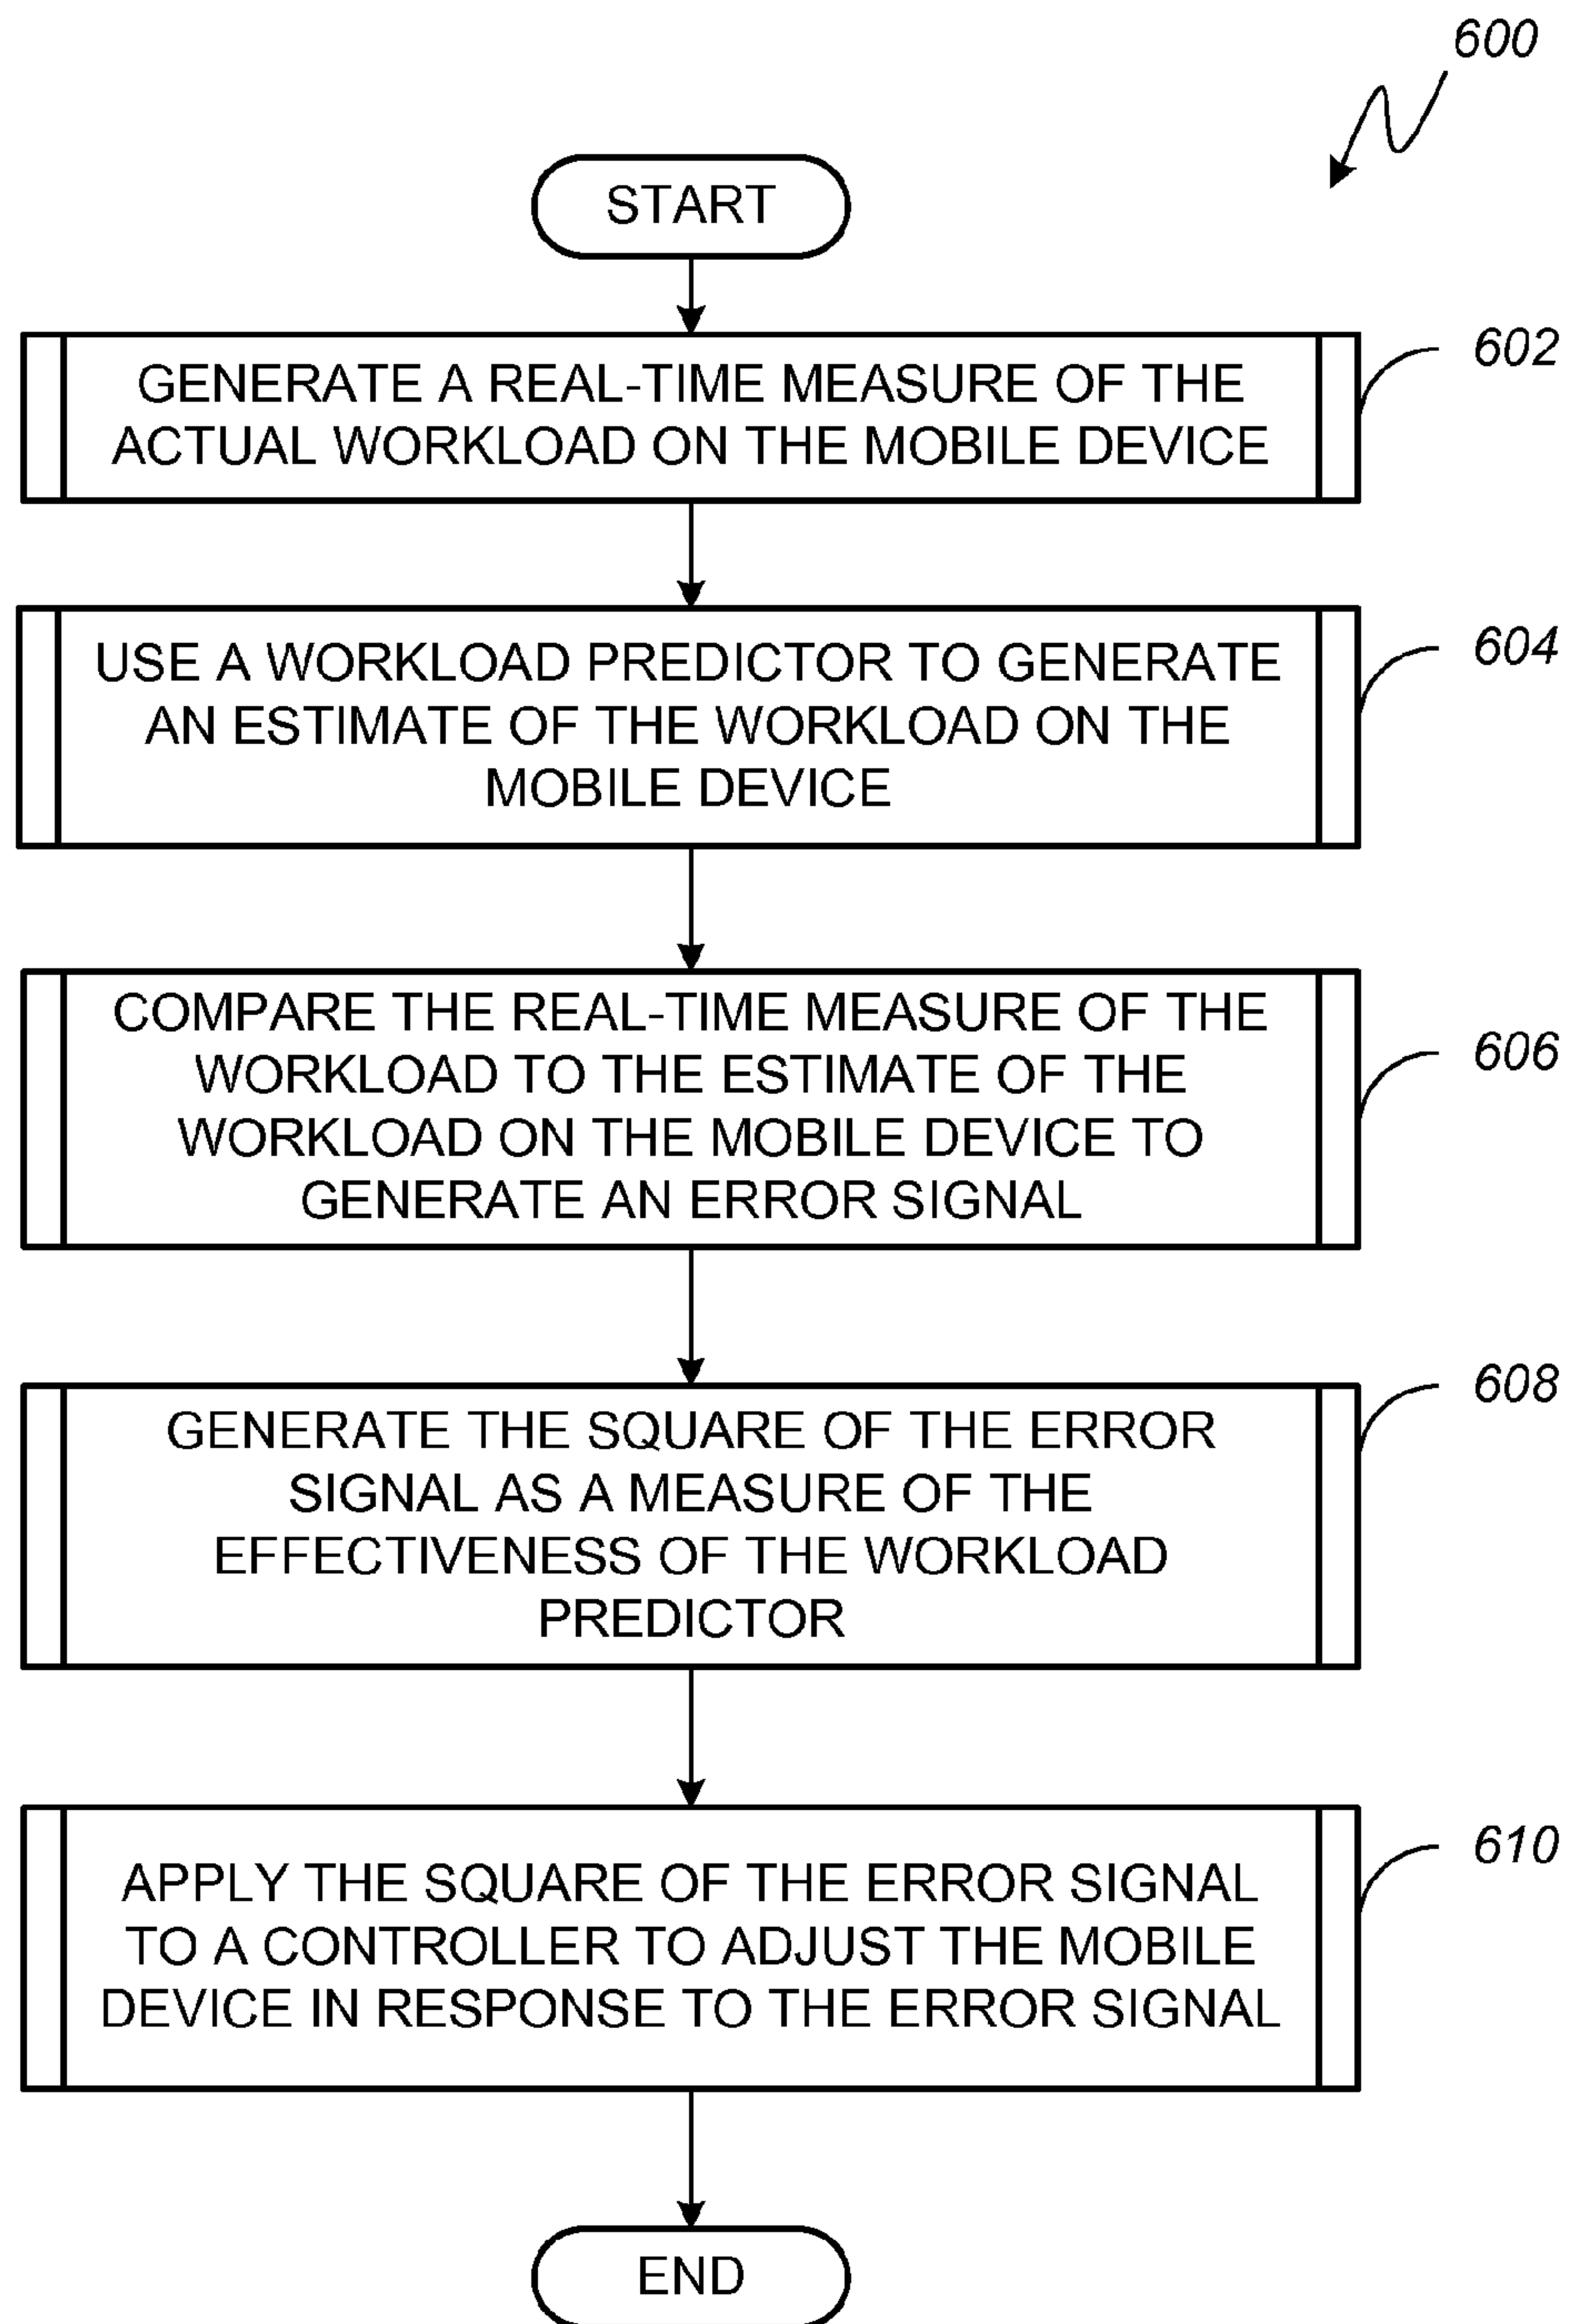 600
START
GENERATE A REAL-TIME MEASURE OF THE
ACTUAL WORKLOAD ON THE MOBILE DEVICE
602
USE A WORKLOAD PREDICTOR TO GENERATE
AN ESTIMATE OF THE WORKLOAD ON THE
MOBILE DEVICE
604
COMPARE THE REAL-TIME MEASURE OF THE
WORKLOAD TO THE ESTIMATE OF THE
WORKLOAD ON THE MOBILE DEVICE TO
GENERATE AN ERROR SIGNAL
606
GENERATE THE SQUARE OF THE ERROR
SIGNAL AS A MEASURE OF THE
EFFECTIVENESS OF THE WORKLOAD
PREDICTOR
608
APPLY THE SQUARE OF THE ERROR SIGNAL
TO A CONTROLLER TO ADJUST THE MOBILE
DEVICE IN RESPONSE TO THE ERROR SIGNAL
610
END